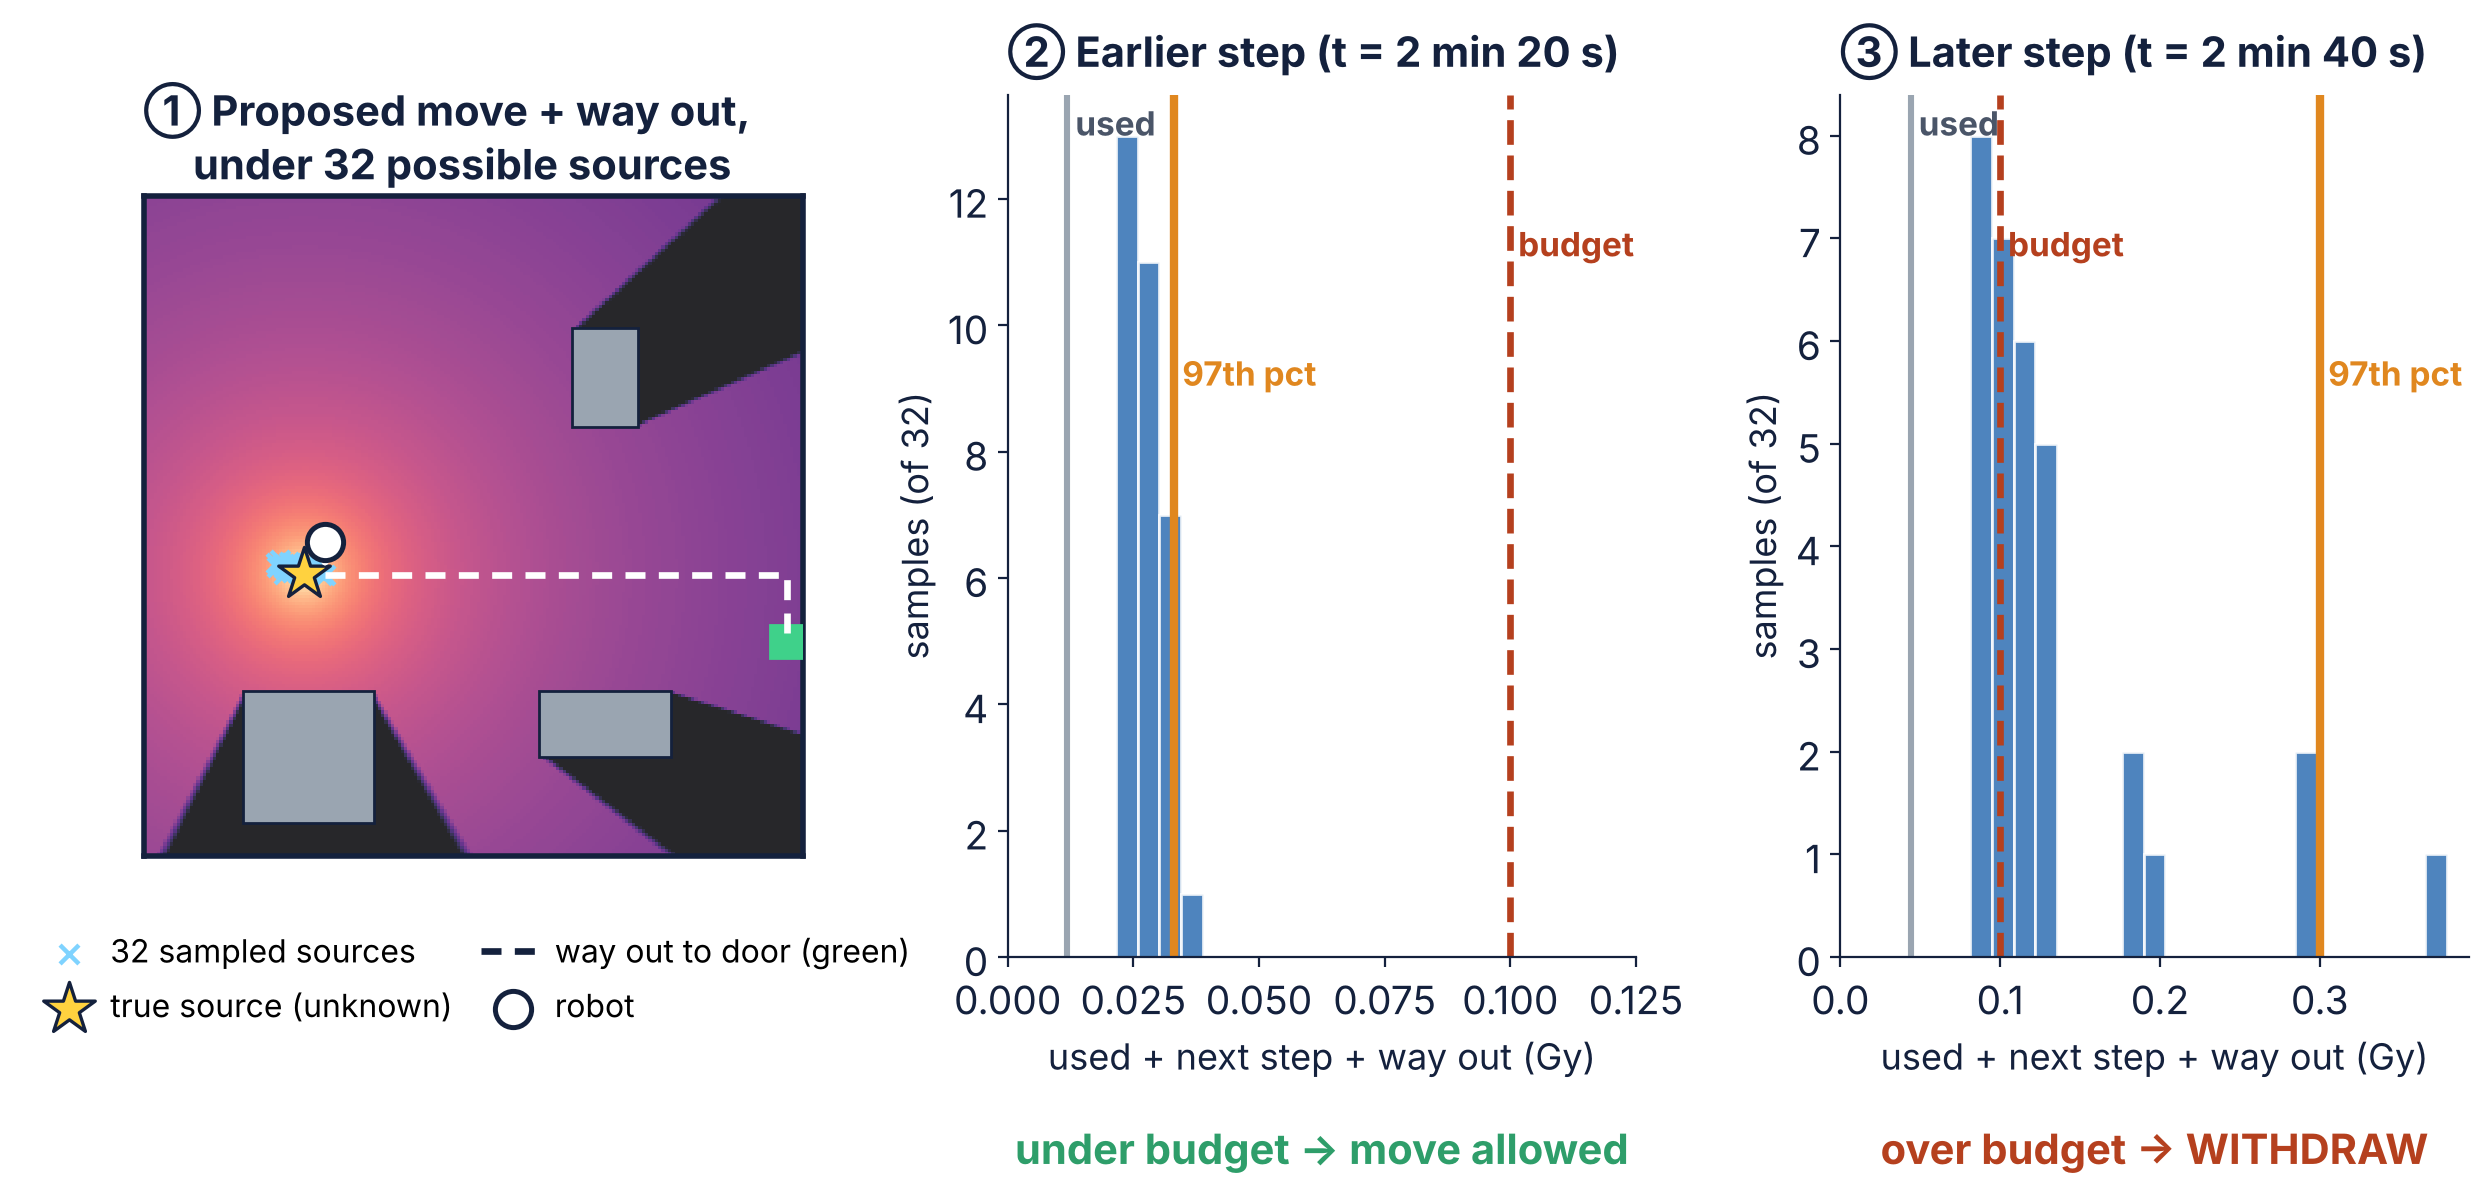 ① Proposed move + way out,
under 32 possible sources
32 sampled sources
true source (unknown)
way out to door (green)
robot
② Earlier step (t = 2 min 20 s)
used
budget
97th pct
samples (of 32)
12
10
8
6
4
2
0
0.000 0.025 0.050 0.075 0.100 0.125
used + next step + way out (Gy)
under budget → move allowed
③ Later step (t = 2 min 40 s)
used
budget
97th pct
samples (of 32)
8
7
6
5
4
3
2
1
0
0.0 0.1 0.2 0.3
used + next step + way out (Gy)
over budget → WITHDRAW